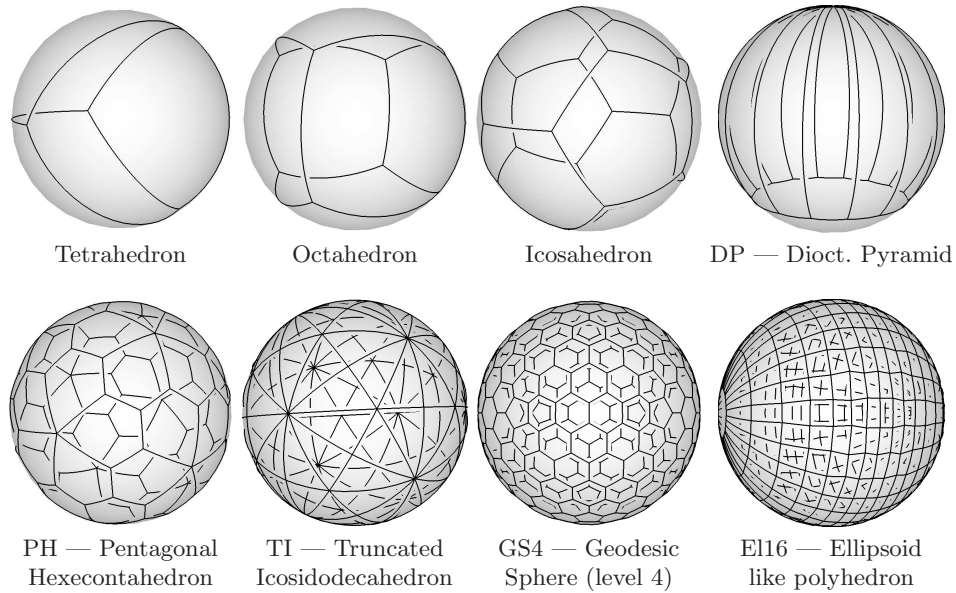 Tetrahedron
Octahedron
Icosahedron
DP — Dioct. Pyramid
PH — Pentagonal
Hexecontahedron
TI — Truncated
Icosidodecahedron
GS4 — Geodesic
Sphere (level 4)
El16 — Ellipsoid
like polyhedron